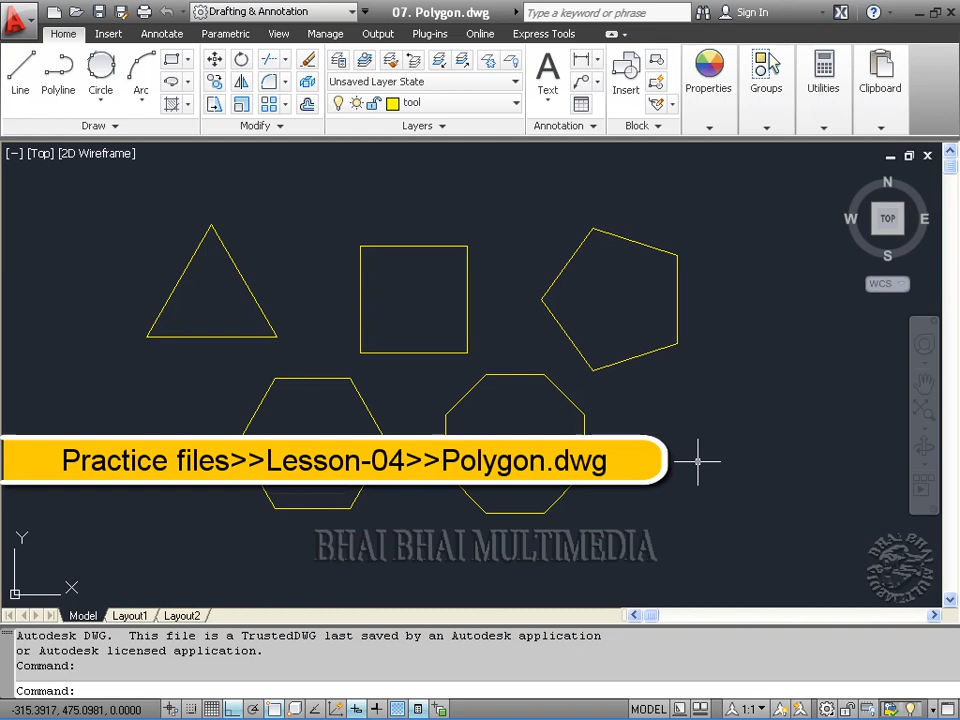 Drafting & Annotation
07. Polygon.dwg
Type a keyword or phrase
Sign In
Home Insert Annotate Parametric View Manage Output Plug-ins Online Express Tools
Line Polyline Circle Arc
Unsaved Layer State
tool
Text
Insert
Properties Groups Utilities Clipboard
Draw Modify Layers Annotation Block
[−] [Top] [2D Wireframe]
N
W TOP E
S
WCS
Practice files>>Lesson-04>>Polygon.dwg
BHAI BHAI MULTIMEDIA
Y
X
Model Layout1 Layout2
Autodesk DWG. This file is a TrustedDWG last saved by an Autodesk application
or Autodesk licensed application.
Command:
Command:
-315.3917, 475.0981, 0.0000
MODEL
1:1